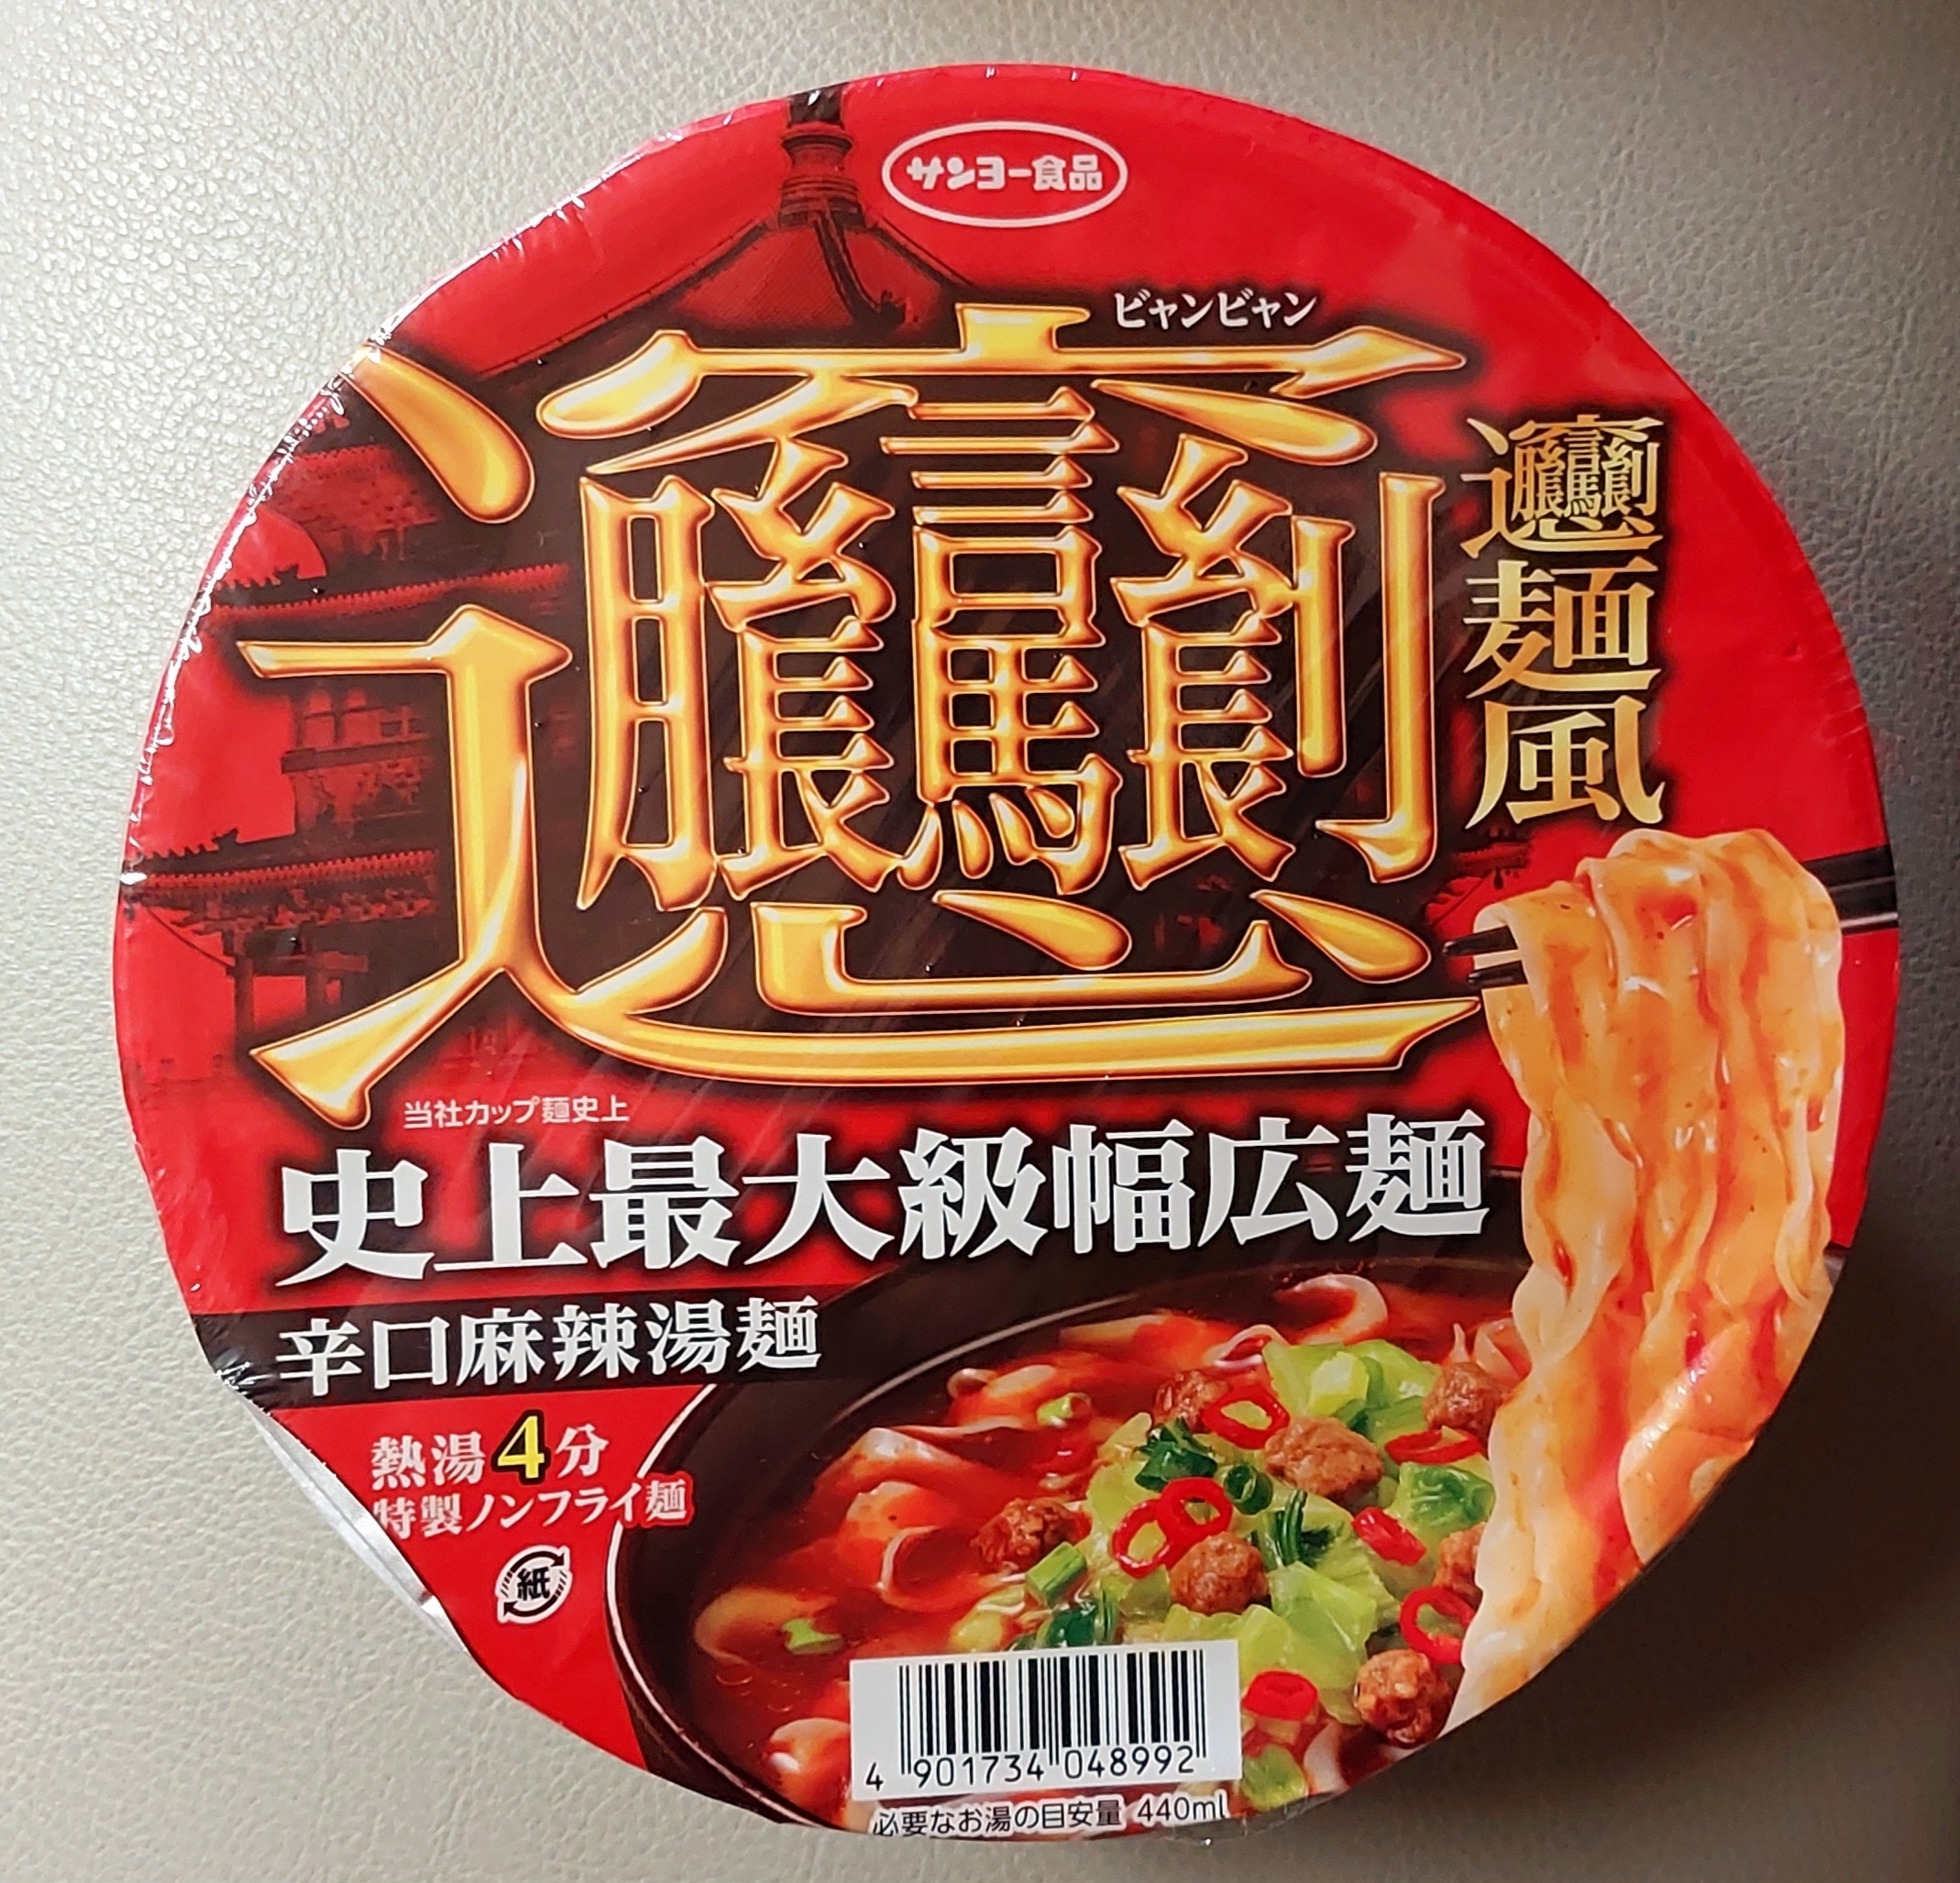 サンヨー食品
ビャンビャン
𰻞
𰻞麺風
当社カップ麺史上
史上最大級幅広麺
辛口麻辣湯麺
熱湯4分
特製ノンフライ麺
紙
4 901734 048992
必要なお湯の目安量 440ml